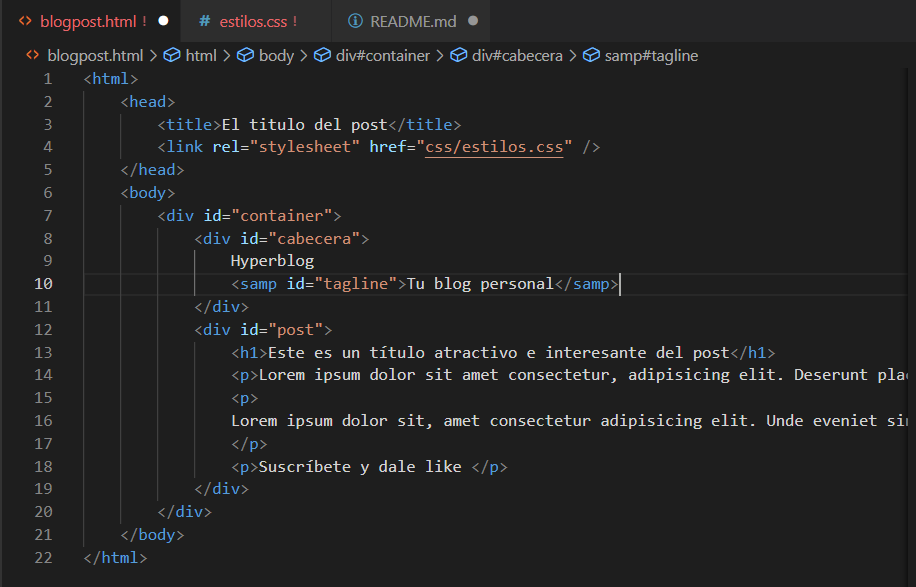 blogpost.html ! ● # estilos.css ! README.md ●
blogpost.html > html > body > div#container > div#cabecera > samp#tagline
1 <html>
2 <head>
3 <title>El titulo del post</title>
4 <link rel="stylesheet" href="css/estilos.css" />
5 </head>
6 <body>
7 <div id="container">
8 <div id="cabecera">
9 Hyperblog
10 <samp id="tagline">Tu blog personal</samp>
11 </div>
12 <div id="post">
13 <h1>Este es un título atractivo e interesante del post</h1>
14 <p>Lorem ipsum dolor sit amet consectetur, adipisicing elit. Deserunt plac
15 <p>
16 Lorem ipsum dolor sit, amet consectetur adipisicing elit. Unde eveniet sin
17 </p>
18 <p>Suscríbete y dale like </p>
19 </div>
20 </div>
21 </body>
22 </html>